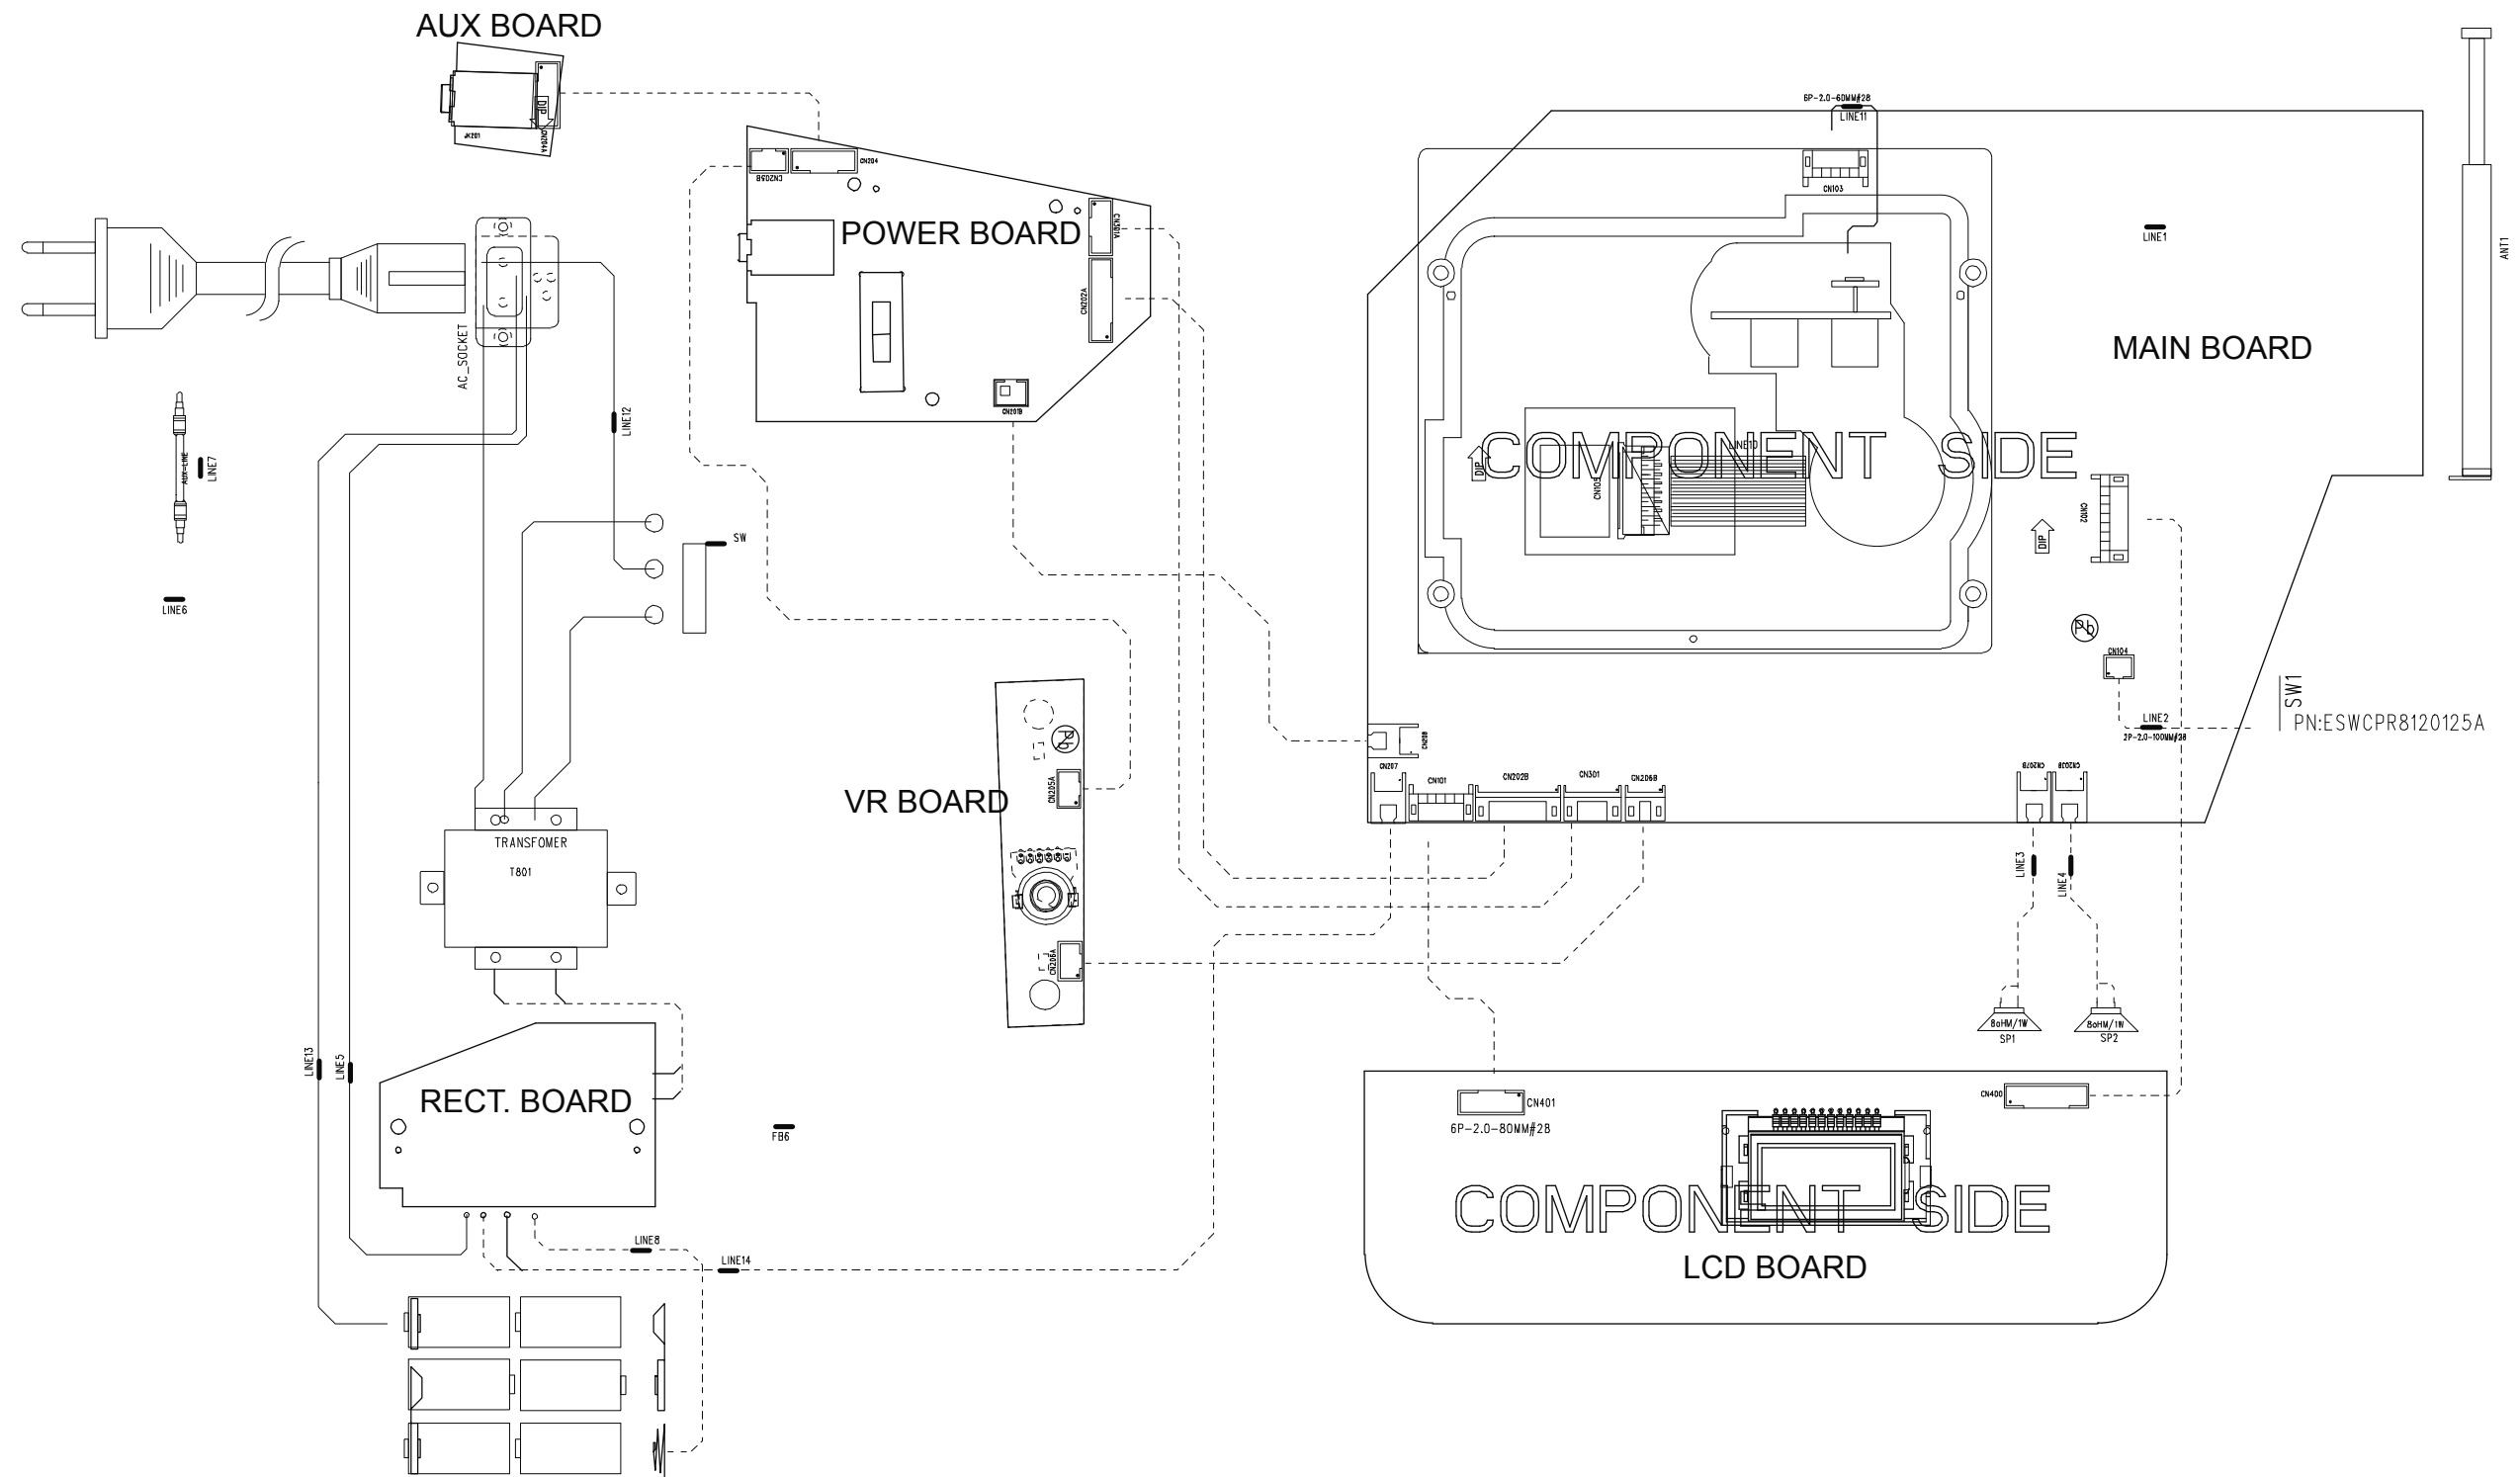 AUX BOARD
DIP
JK201
CN204A
6P-2.0-60MM#28
LINE11
CN103
CN205B
CN204
POWER BOARD
CN301A
CN202A
CN201B
LINE1
ANT1
MAIN BOARD
AC_SOCKET
LINE12
AUX-LINE
LINE7
LINE6
SW
COMPONENT SIDE
LINE10
DIP
CN105
CN102
DIP
Pb
CN104
LINE2
2P-2.0-100MM#28
SW1
PN:ESWCPR8120125A
Pb
CN205A
VR BOARD
CN206A
CN208
CN207
CN101
CN202B
CN301
CN206B
CN207B
CN203B
LINE3
LINE4
TRANSFOMER
T801
8oHM/1W
SP1
8oHM/1W
SP2
LINE13
LINE5
RECT. BOARD
FB6
CN401
6P-2.0-80MM#28
CN400
COMPONENT SIDE
LCD BOARD
LINE8
LINE14